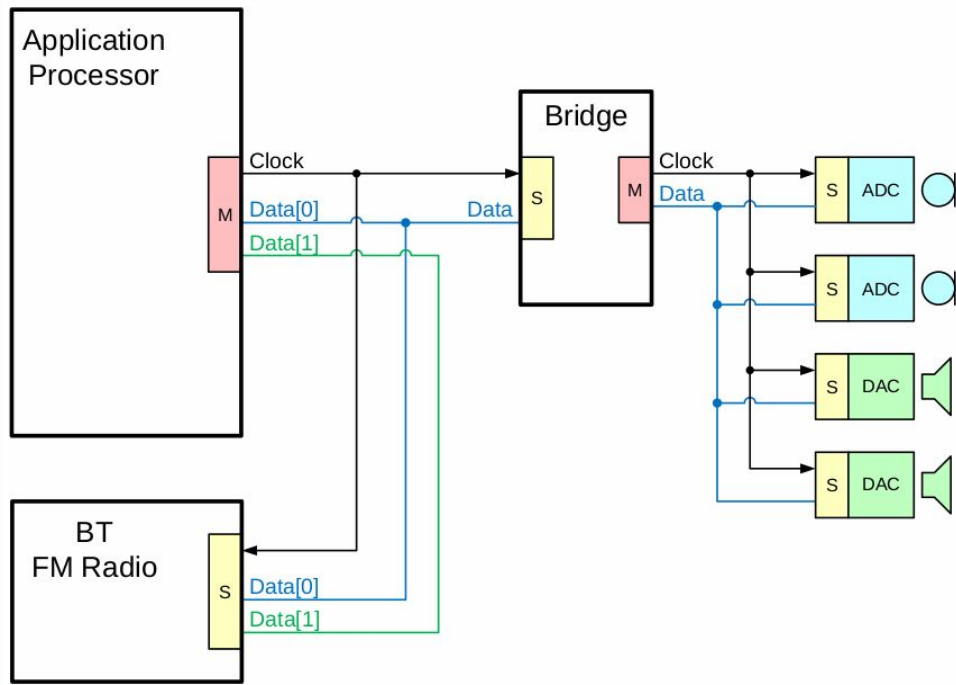 Application
Processor
M
Clock
Data[0]
Data[1]
Data
Bridge
S
M
Clock
Data
S ADC
S ADC
S DAC
S DAC
BT
FM Radio
S
Data[0]
Data[1]